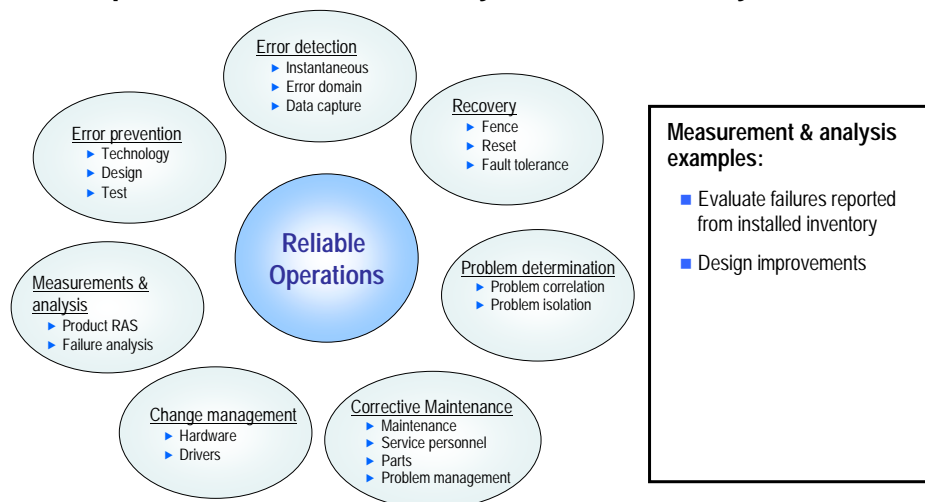 Error detection
Instantaneous
Error domain
Data capture
Recovery
Fence
Reset
Fault tolerance
Error prevention
Technology
Design
Test
Reliable
Operations
Problem determination
Problem correlation
Problem isolation
Measurements &
analysis
Product RAS
Failure analysis
Change management
Hardware
Drivers
Corrective Maintenance
Maintenance
Service personnel
Parts
Problem management
Measurement & analysis
examples:
Evaluate failures reported
from installed inventory
Design improvements